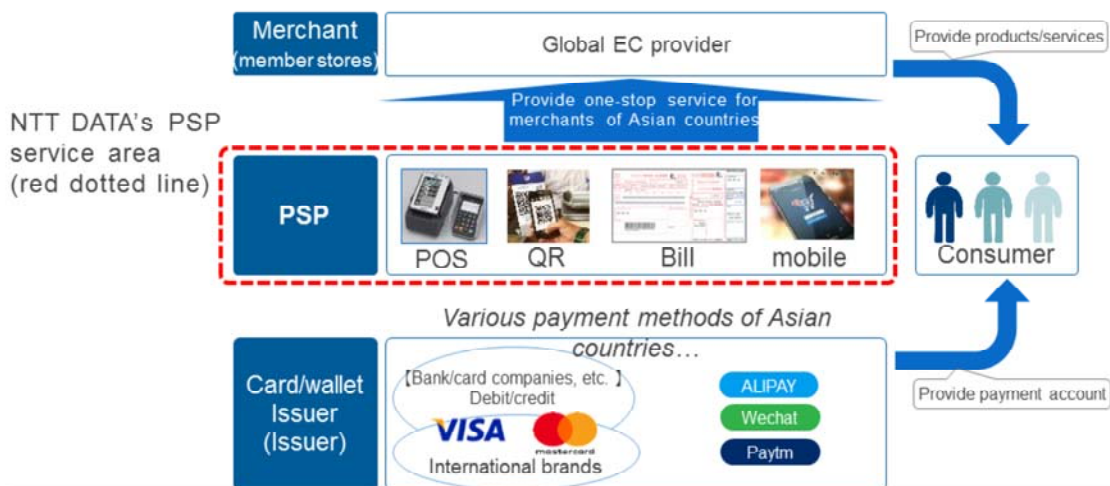 Merchant
(member stores)
Global EC provider
Provide products/services
Provide one-stop service for
merchants of Asian countries
NTT DATA's PSP
service area
(red dotted line)
PSP
POS
QR
Bill
mobile
Consumer
Various payment methods of Asian
countries…
Card/wallet
Issuer
(Issuer)
【Bank/card companies, etc. 】
Debit/credit
VISA
mastercard
International brands
ALIPAY
Wechat
Paytm
Provide payment account